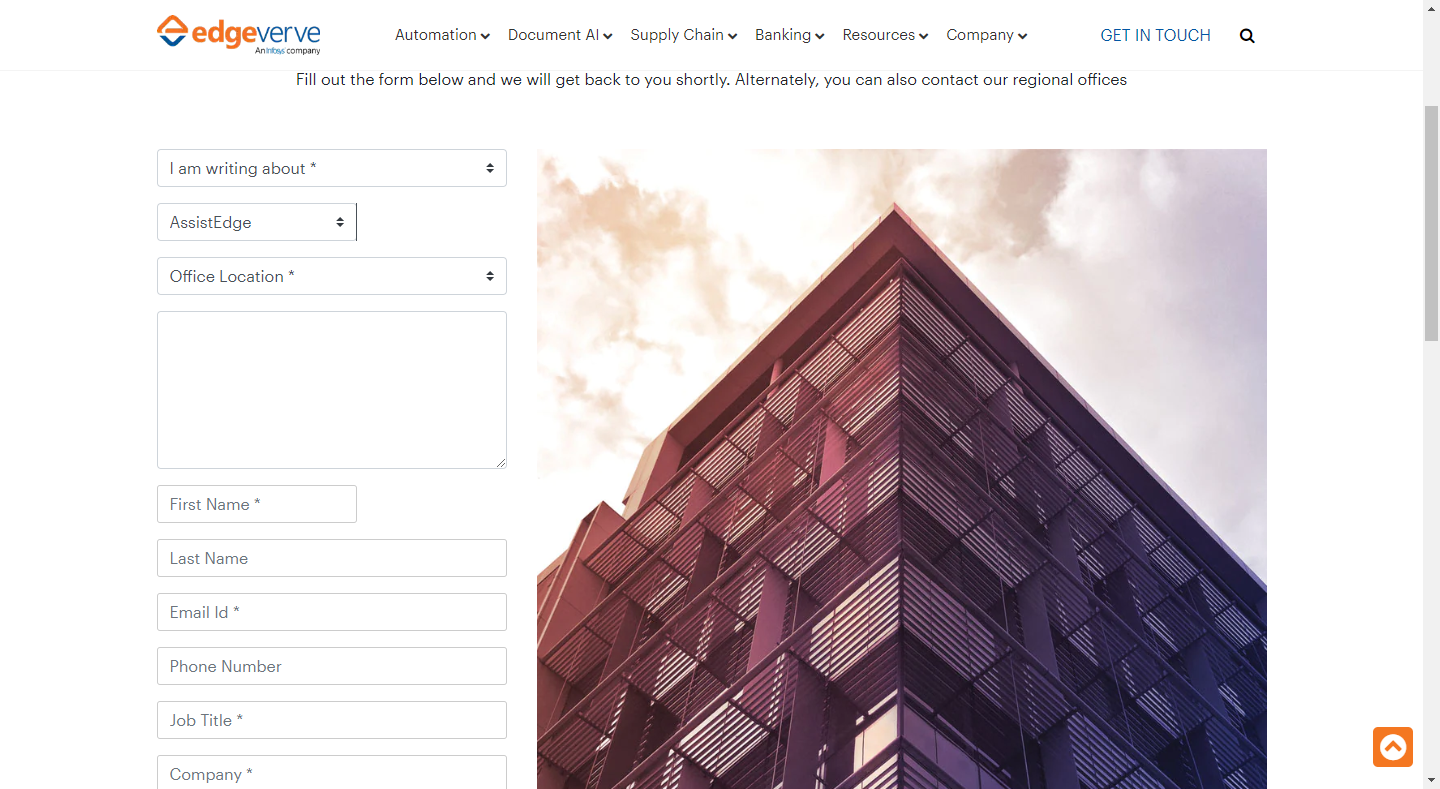 edgeverve
An Infosys company
Automation
Document AI
Supply Chain
Banking
Resources
Company
GET IN TOUCH
Fill out the form below and we will get back to you shortly. Alternately, you can also contact our regional offices
I am writing about *
AssistEdge
Office Location *
First Name *
Last Name
Email Id *
Phone Number
Job Title *
Company *